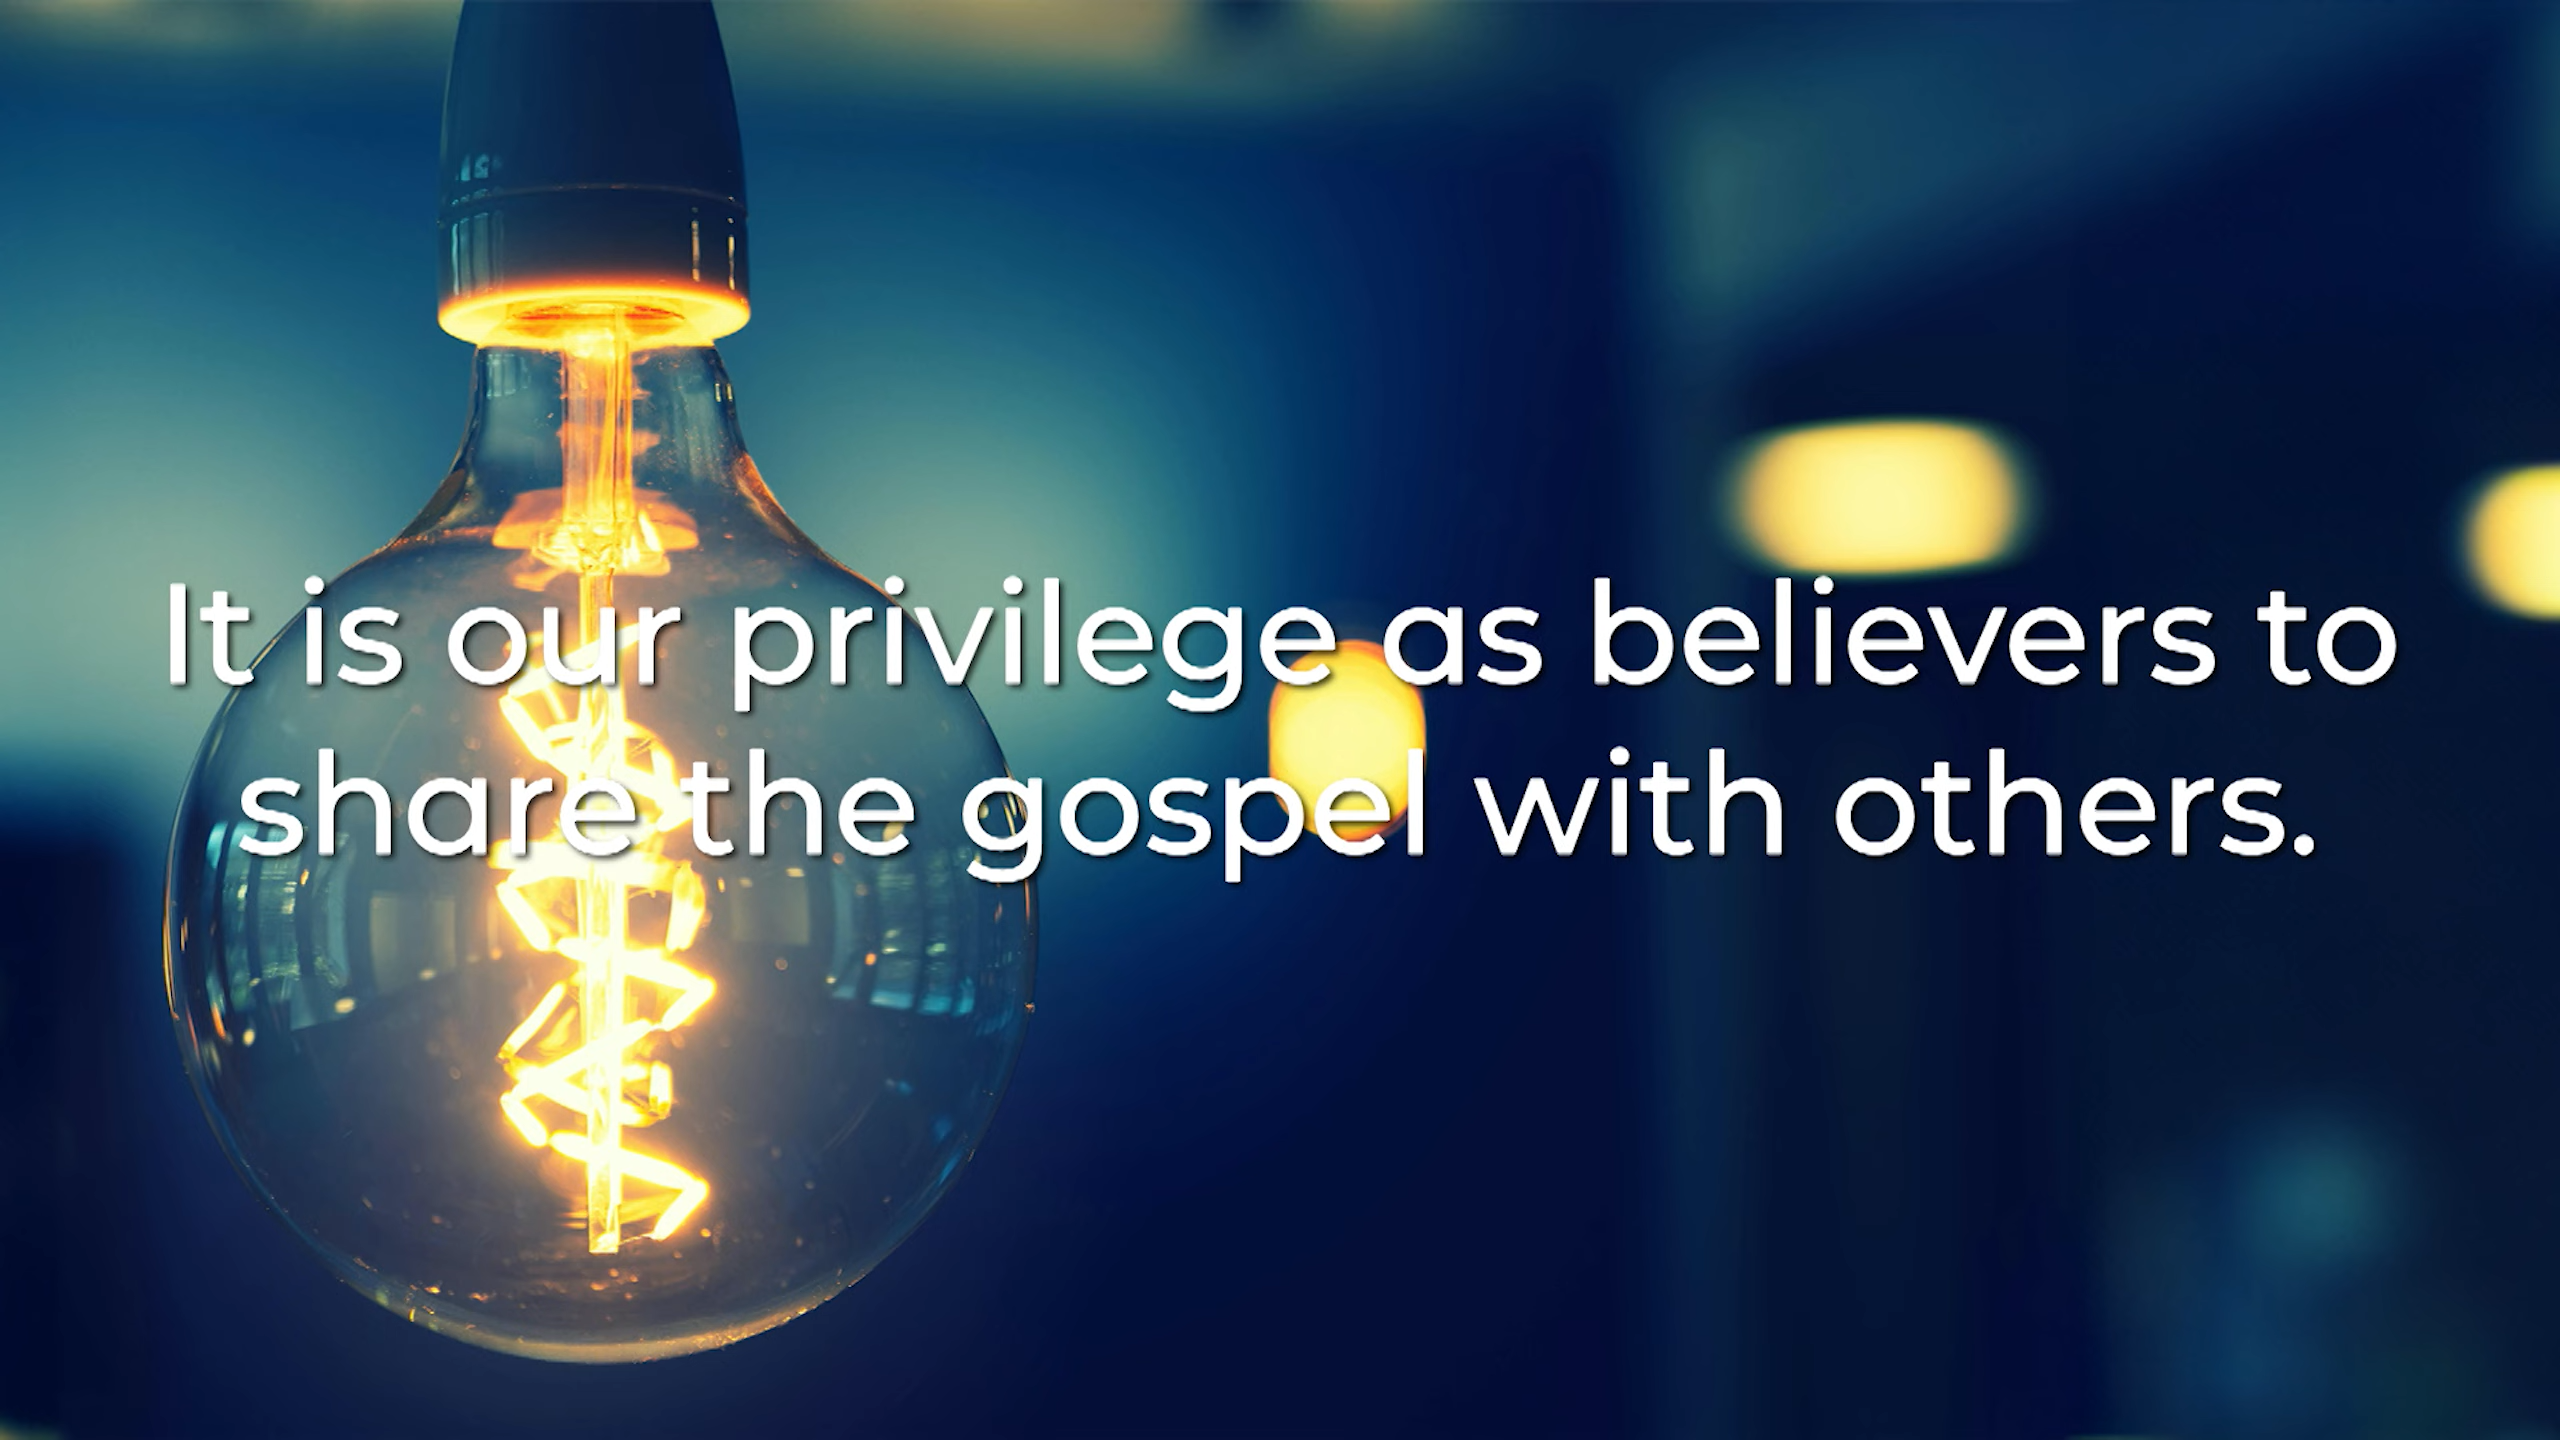 It is our privilege as believers to
share the gospel with others.